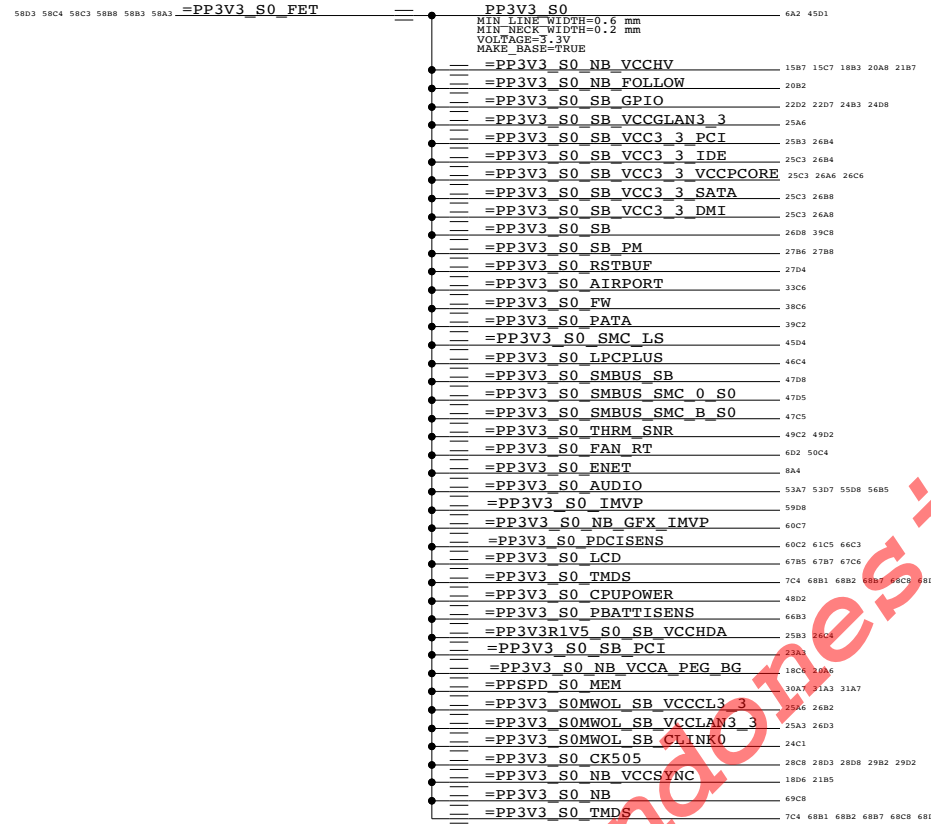 58D3 58C4 58C3 58B8 58B3 58A3 =PP3V3_S0_FET PP3V3_S0 6A2 45D1
MIN_LINE_WIDTH=0.6 mm
MIN_NECK_WIDTH=0.2 mm
VOLTAGE=3.3V
MAKE_BASE=TRUE
=PP3V3_S0_NB_VCCHV 15B7 15C7 18B3 20A8 21B7
=PP3V3_S0_NB_FOLLOW 20B2
=PP3V3_S0_SB_GPIO 22D2 22D7 24B3 24D8
=PP3V3_S0_SB_VCCGLAN3_3 25A6
=PP3V3_S0_SB_VCC3_3_PCI 25B3 26B4
=PP3V3_S0_SB_VCC3_3_IDE 25C3 26B4
=PP3V3_S0_SB_VCC3_3_VCCPCORE 25C3 26A6 26C6
=PP3V3_S0_SB_VCC3_3_SATA 25C3 26B8
=PP3V3_S0_SB_VCC3_3_DMI 25C3 26A8
=PP3V3_S0_SB 26D8 39C8
=PP3V3_S0_SB_PM 27B6 27B8
=PP3V3_S0_RSTBUF 27D4
=PP3V3_S0_AIRPORT 33C6
=PP3V3_S0_FW 38C6
=PP3V3_S0_PATA 39C2
=PP3V3_S0_SMC_LS 45D4
=PP3V3_S0_LPCPLUS 46C4
=PP3V3_S0_SMBUS_SB 47D8
=PP3V3_S0_SMBUS_SMC_0_S0 47D5
=PP3V3_S0_SMBUS_SMC_B_S0 47C5
=PP3V3_S0_THRM_SNR 49C2 49D2
=PP3V3_S0_FAN_RT 6D2 50C4
=PP3V3_S0_ENET 8A4
=PP3V3_S0_AUDIO 53A7 53D7 55D8 56B5
=PP3V3_S0_IMVP 59D8
=PP3V3_S0_NB_GFX_IMVP 60C7
=PP3V3_S0_PDCISENS 60C2 61C5 66C3
=PP3V3_S0_LCD 67B5 67B7 67C6
=PP3V3_S0_TMDS 7C4 68B1 68B2 68B7 68C8
=PP3V3_S0_CPUPOWER 48D2
=PP3V3_S0_PBATTISENS 66B3
=PP3V3R1V5_S0_SB_VCCHDA 25B3 26C4
=PP3V3_S0_SB_PCI 23A3
=PP3V3_S0_NB_VCCA_PEG_BG 18C6 20A6
=PPSPD_S0_MEM 30A7 31A3 31A7
=PP3V3_S0MWOL_SB_VCCCL3_3 25A6 26B2
=PP3V3_S0MWOL_SB_VCCLAN3_3 25A3 26D3
=PP3V3_S0MWOL_SB_CLINK0 24C1
=PP3V3_S0_CK505 28C8 28D3 28D8 29B2 29D2
=PP3V3_S0_NB_VCCSYNC 18D6 21B5
=PP3V3_S0_NB 69C8
=PP3V3_S0_TMDS 7C4 68B1 68B2 68B7 68C8